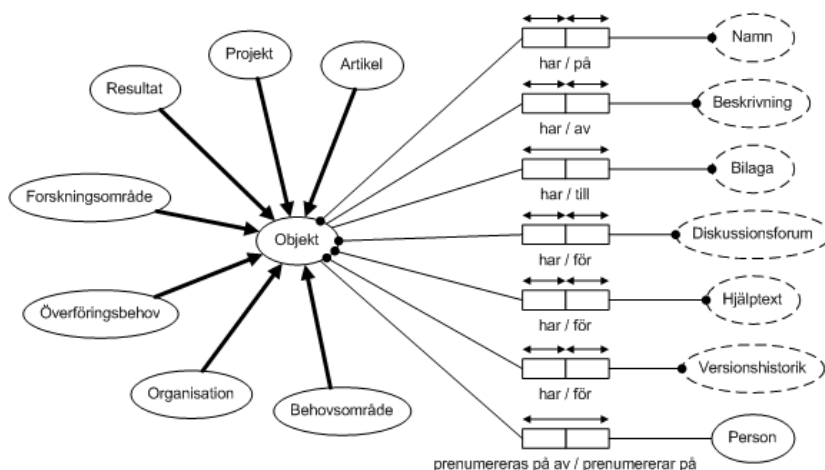 Projekt
Artikel
Resultat
Forskningsområde
Objekt
Överföringsbehov
Organisation
Behovsområde
har / på
Namn
har / av
Beskrivning
har / till
Bilaga
har / för
Diskussionsforum
har / för
Hjälptext
har / för
Versionshistorik
prenumereras på av / prenumererar på
Person